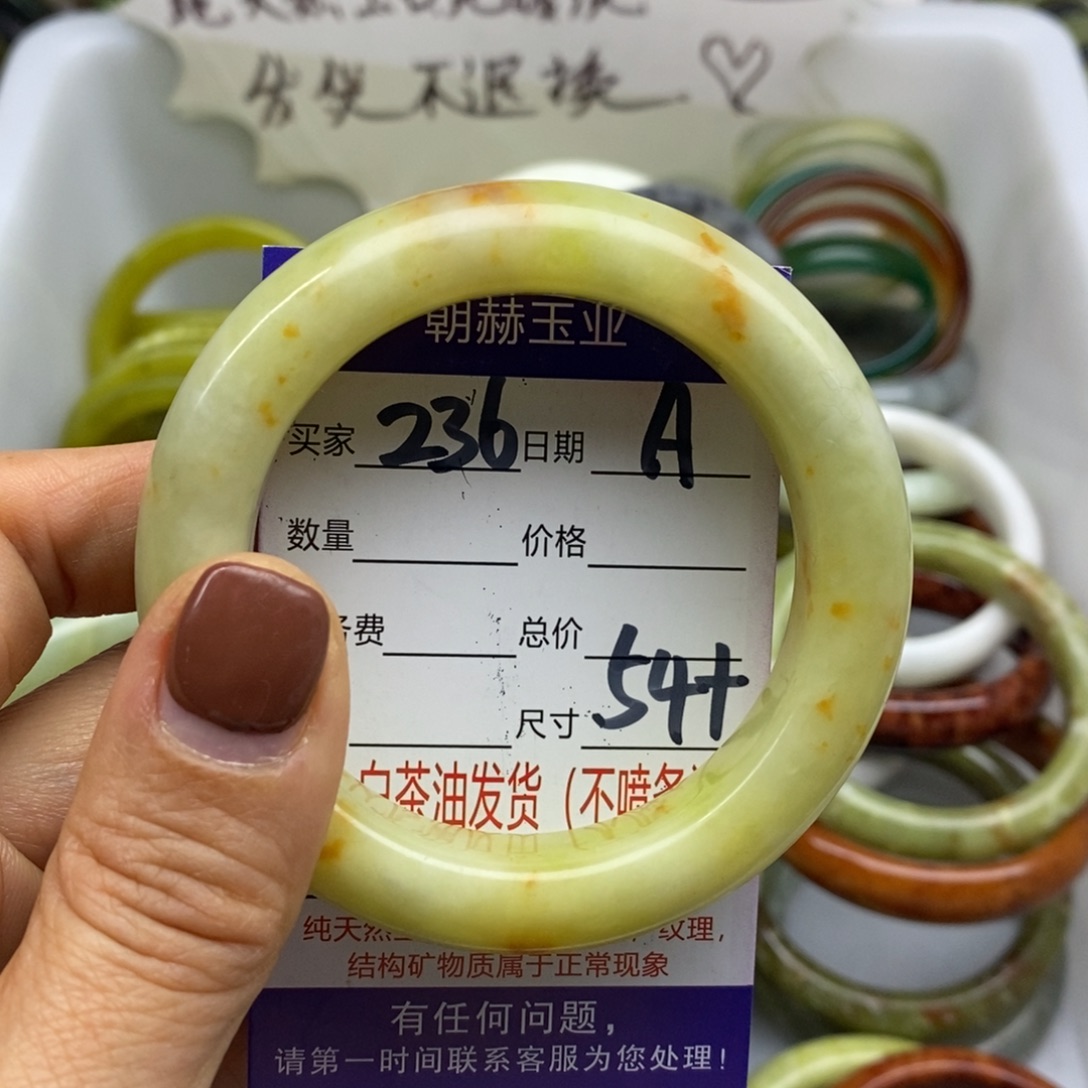 售出不退换
朝赫玉业
买家 236 日期 A
数量 价格
费 总价
尺寸 54+
白茶油发货（不喷
纯天然 纹理，
结构矿物质属于正常现象
有任何问题，
请第一时间联系客服为您处理！